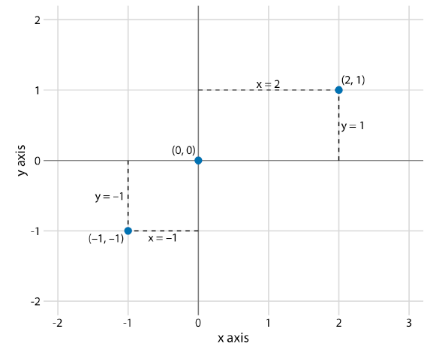 2
x = 2
(2, 1)
1
y = 1
(0, 0)
y axis
0
y = –1
-1
(–1, –1)
x = –1
-2
-2
-1
0
1
2
3
x axis